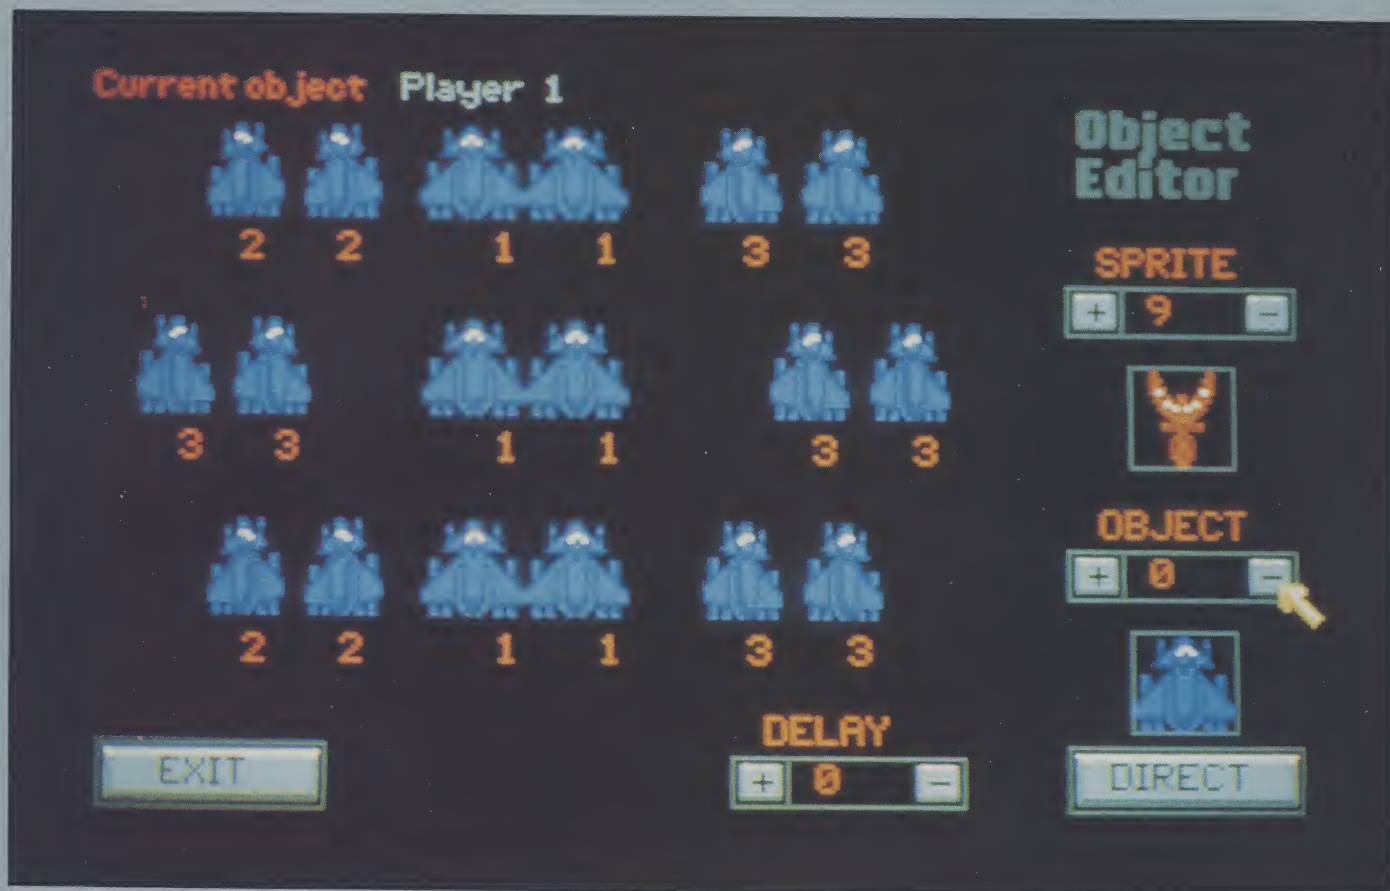 Current object Player 1
Object
Editor
2 2 1 1 3 3
SPRITE
+ 9 -
3 3 1 1 3 3
OBJECT
+ 0 -
2 2 1 1 3 3
DELAY
+ 0 -
EXIT
DIRECT